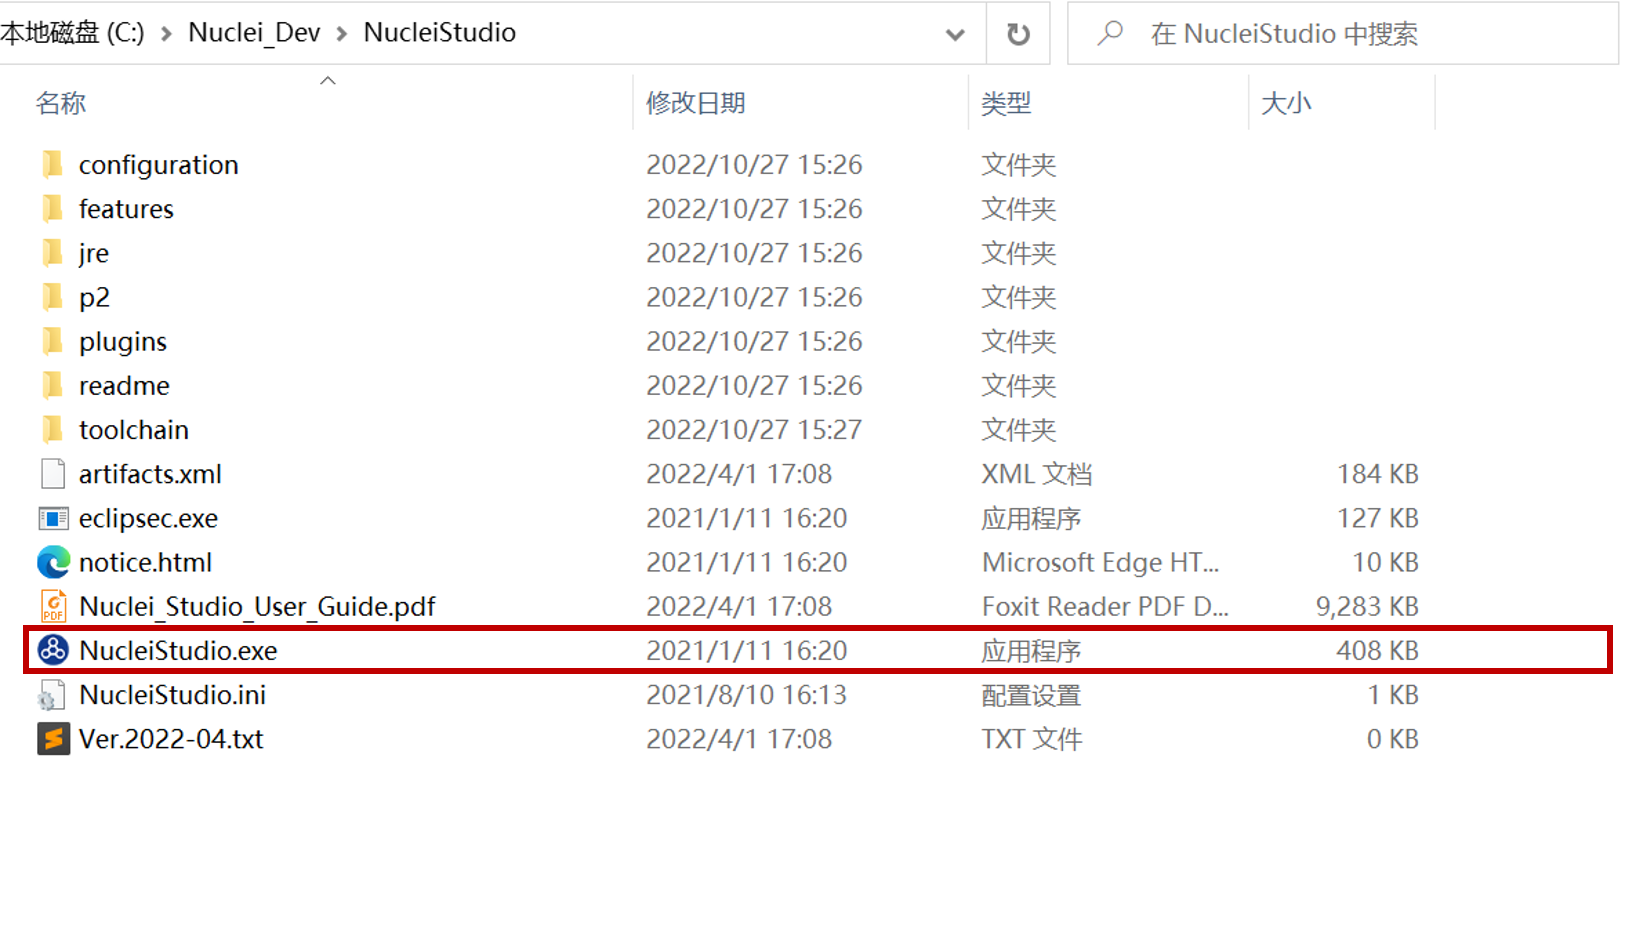 本地磁盘 (C:) > Nuclei_Dev > NucleiStudio
在 NucleiStudio 中搜索
名称 修改日期 类型 大小
configuration 2022/10/27 15:26 文件夹
features 2022/10/27 15:26 文件夹
jre 2022/10/27 15:26 文件夹
p2 2022/10/27 15:26 文件夹
plugins 2022/10/27 15:26 文件夹
readme 2022/10/27 15:26 文件夹
toolchain 2022/10/27 15:27 文件夹
artifacts.xml 2022/4/1 17:08 XML 文档 184 KB
eclipsec.exe 2021/1/11 16:20 应用程序 127 KB
notice.html 2021/1/11 16:20 Microsoft Edge HT... 10 KB
Nuclei_Studio_User_Guide.pdf 2022/4/1 17:08 Foxit Reader PDF D... 9,283 KB
NucleiStudio.exe 2021/1/11 16:20 应用程序 408 KB
NucleiStudio.ini 2021/8/10 16:13 配置设置 1 KB
Ver.2022-04.txt 2022/4/1 17:08 TXT 文件 0 KB